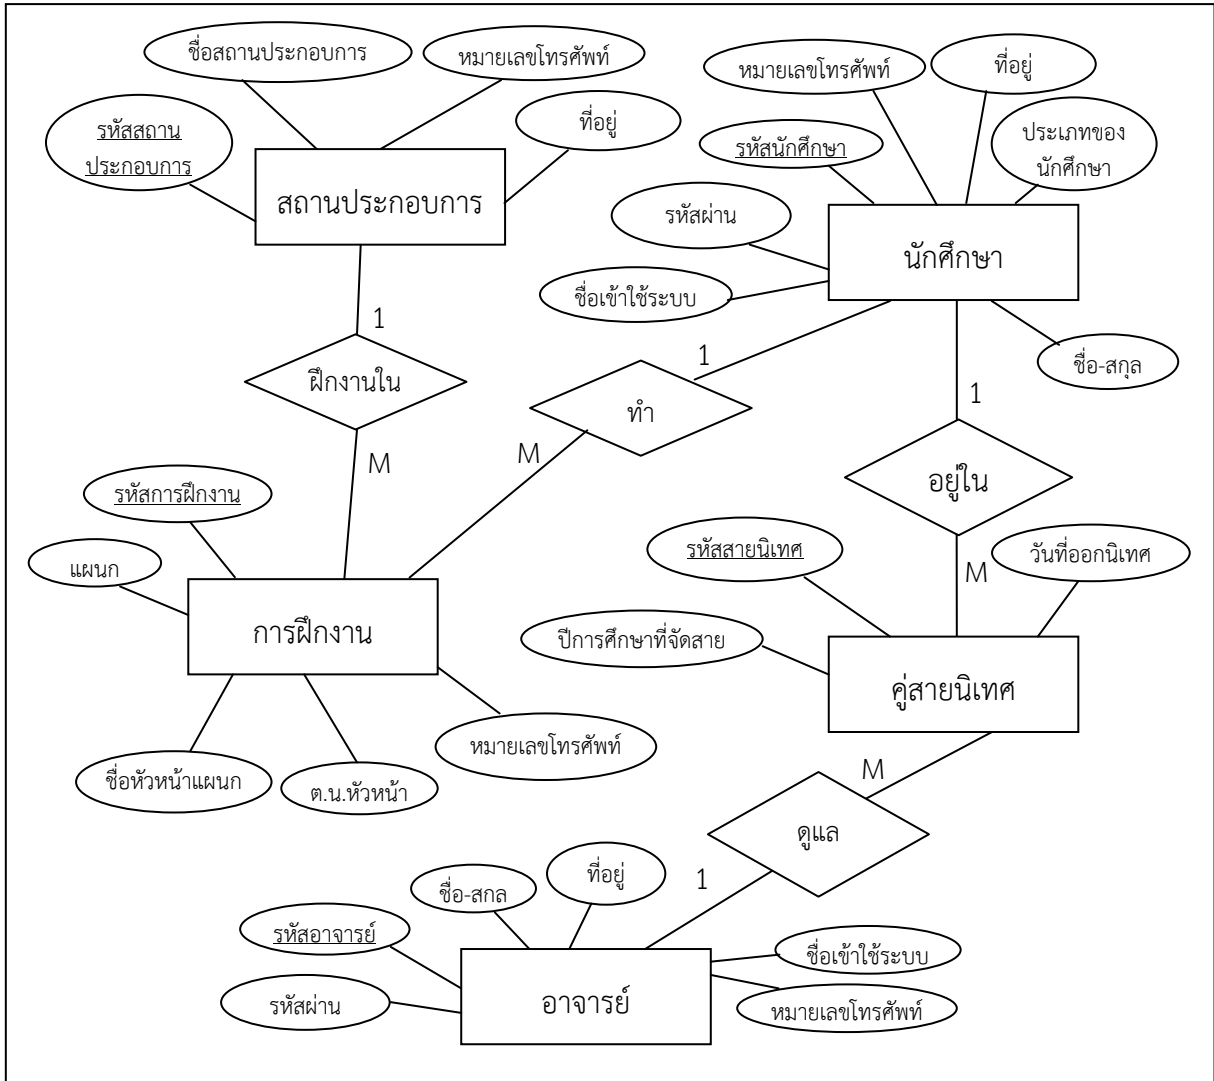 ชื่อสถานประกอบการ
หมายเลขโทรศัพท์
หมายเลขโทรศัพท์
ที่อยู่
รหัสสถาน
ประกอบการ
ที่อยู่
รหัสนักศึกษา
ประเภทของ
นักศึกษา
สถานประกอบการ
รหัสผ่าน
นักศึกษา
ชื่อเข้าใช้ระบบ
1
1
ชื่อ-สกุล
ฝึกงานใน
ทำ
1
M
M
อยู่ใน
รหัสการฝึกงาน
รหัสสายนิเทศ
วันที่ออกนิเทศ
แผนก
M
การฝึกงาน
ปีการศึกษาที่จัดสาย
คู่สายนิเทศ
หมายเลขโทรศัพท์
ชื่อหัวหน้าแผนก
ต.น.หัวหน้า
M
ดูแล
1
ชื่อ-สกล
ที่อยู่
รหัสอาจารย์
ชื่อเข้าใช้ระบบ
รหัสผ่าน
อาจารย์
หมายเลขโทรศัพท์